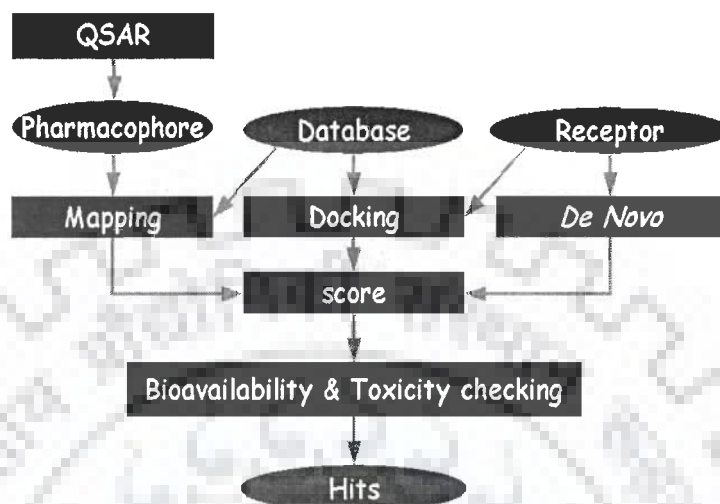 QSAR
Pharmacophore
Database
Receptor
Mapping
Docking
De Novo
score
Bioavailability & Toxicity checking
Hits